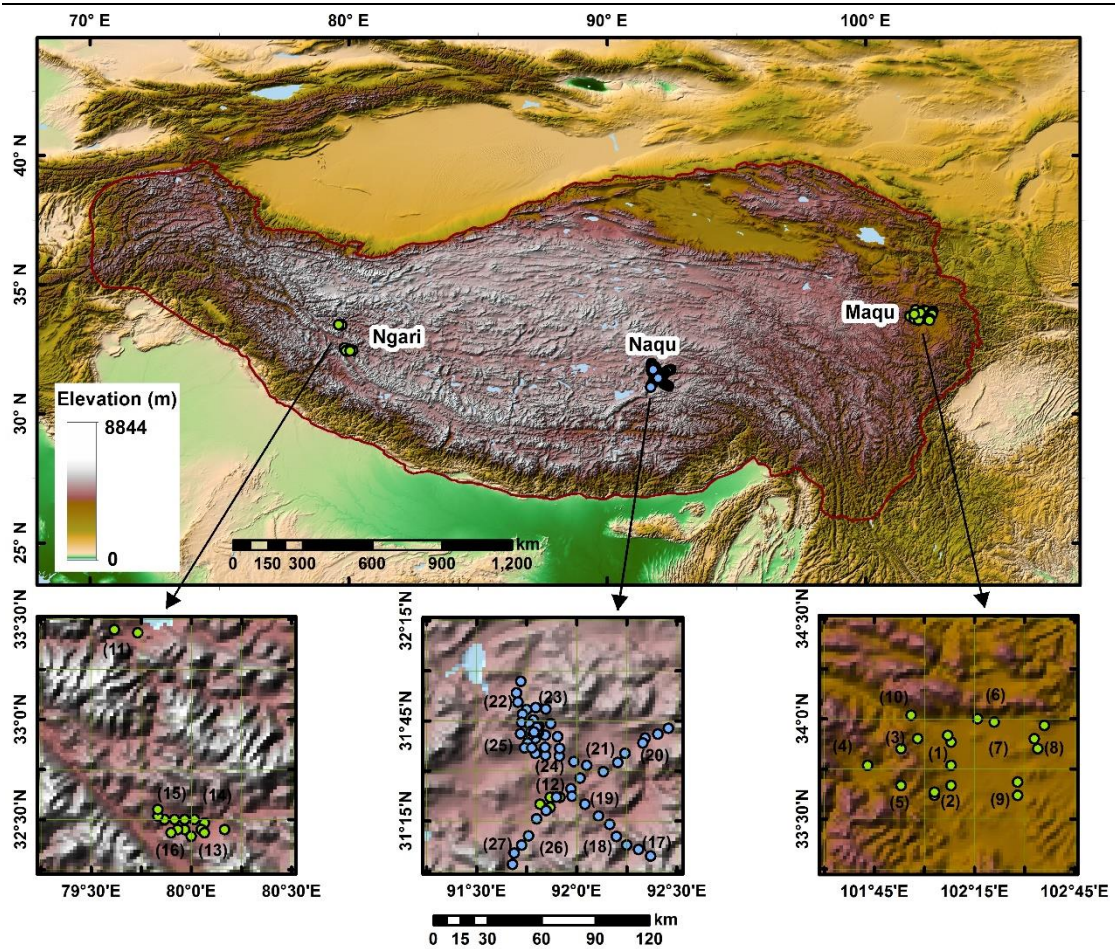 70° E 80° E 90° E 100° E
40° N
35° N
30° N
25° N
Ngari
Naqu
Maqu
Elevation (m)
8844
0
km
0 150 300 600 900 1,200
33°30'N
33°0'N
32°30'N
(11)
(15) (14)
(16) (13)
79°30'E 80°0'E 80°30'E
32°15'N
31°45'N
31°15'N
(22) (23)
(25) (24) (21) (20)
(12) (19)
(27) (26) (18) (17)
91°30'E 92°0'E 92°30'E
34°30'N
34°0'N
33°30'N
(10) (6)
(4) (3) (1) (7) (8)
(5) (2) (9)
101°45'E 102°15'E 102°45'E
km
0 15 30 60 90 120